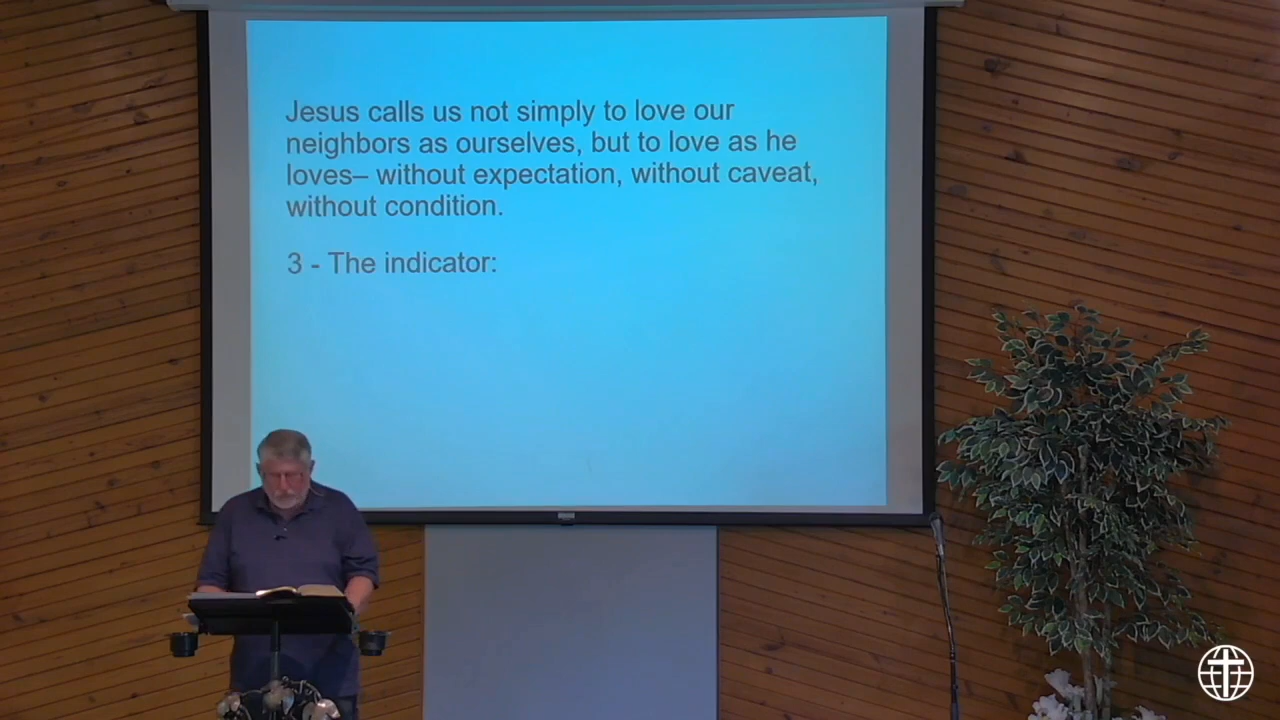 Jesus calls us not simply to love our
neighbors as ourselves, but to love as he
loves– without expectation, without caveat,
without condition.
3 - The indicator: